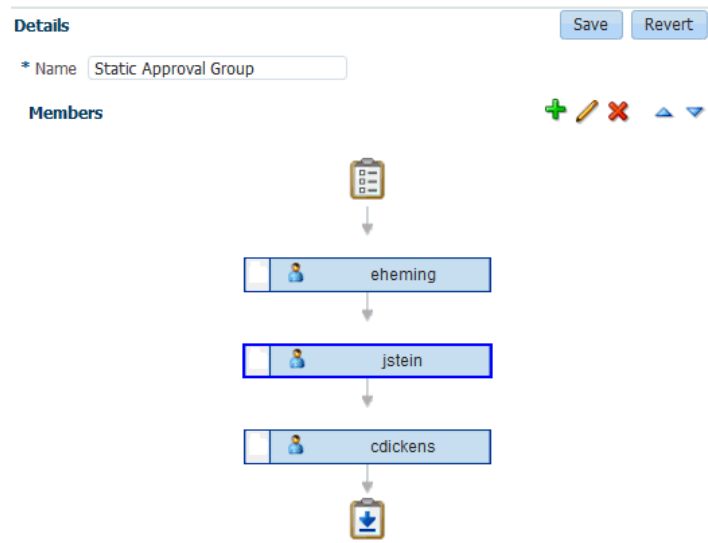 Details Save Revert
* Name Static Approval Group
Members
eheming
jstein
cdickens